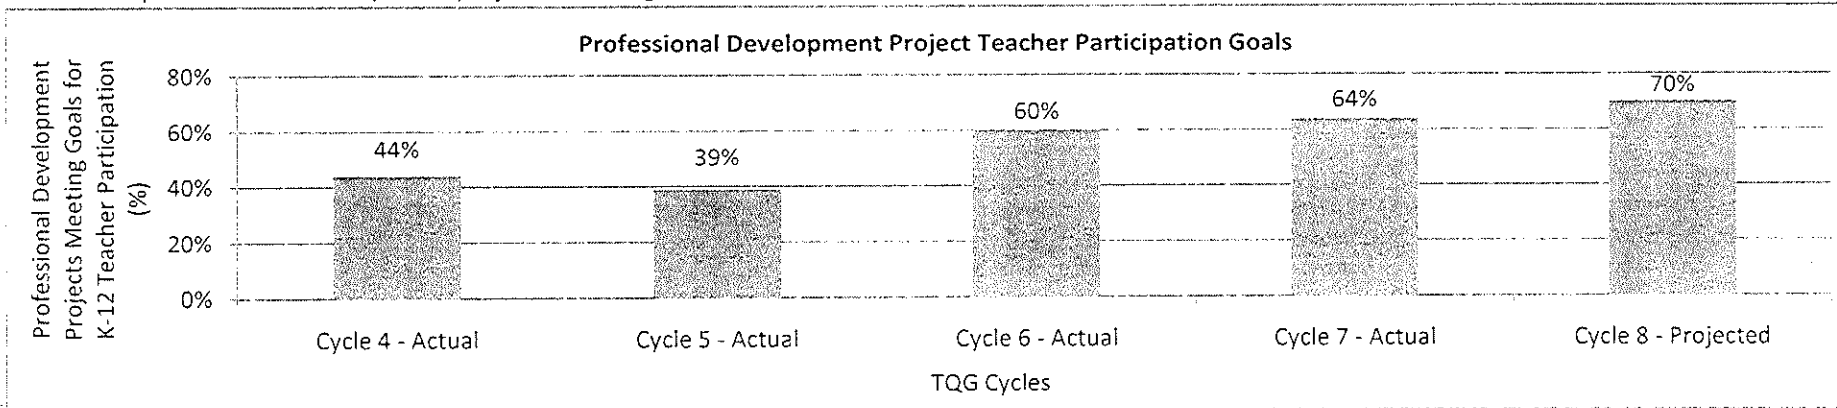 Professional Development Project Teacher Participation Goals
Professional Development
Projects Meeting Goals for
K-12 Teacher Participation
(%)
80%
60%
40%
20%
0%
44%
39%
60%
64%
70%
Cycle 4 - Actual
Cycle 5 - Actual
Cycle 6 - Actual
Cycle 7 - Actual
Cycle 8 - Projected
TQG Cycles